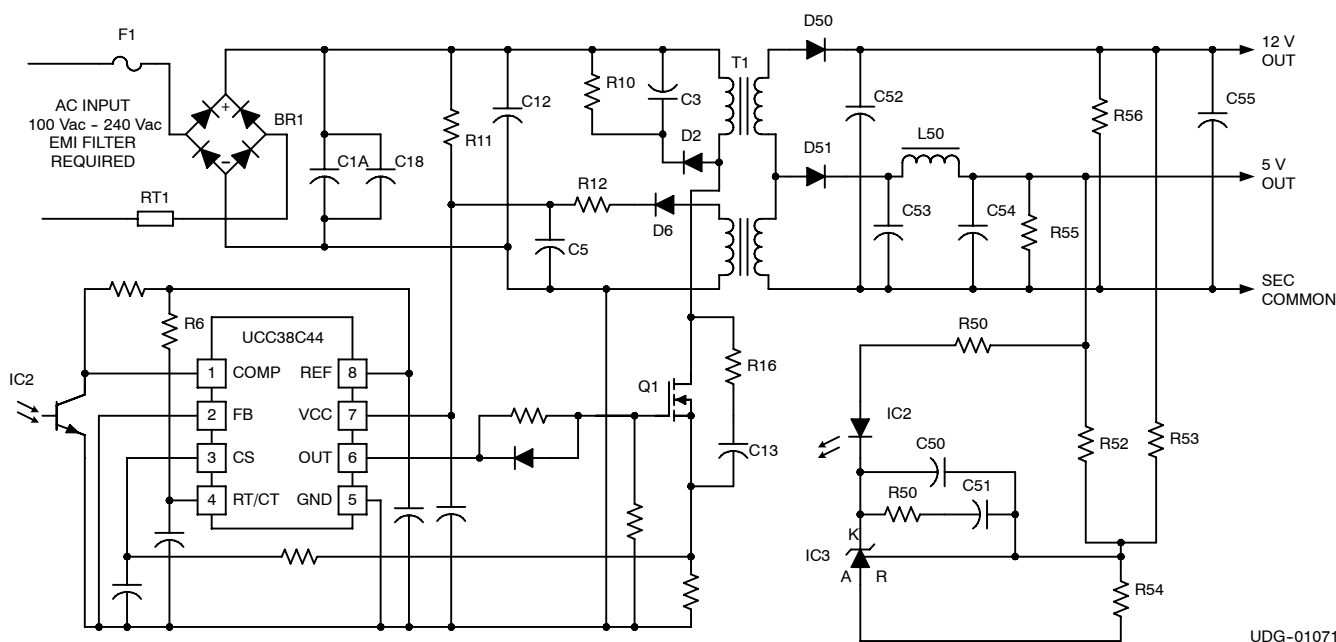 F1
AC INPUT
100 Vac - 240 Vac
EMI FILTER
REQUIRED
BR1
RT1
+
-
C1A
C18
R11
C12
R10
C3
D2
T1
R12
D6
C5
D50
D51
C52
L50
C53
C54
R55
R56
C55
12 V
OUT
5 V
OUT
SEC
COMMON
R6
UCC38C44
IC2
1 COMP REF 8
2 FB VCC 7
3 CS OUT 6
4 RT/CT GND 5
Q1
R16
C13
R50
IC2
C50
R50
C51
R52
R53
K
IC3
A
R
R54
UDG-01071